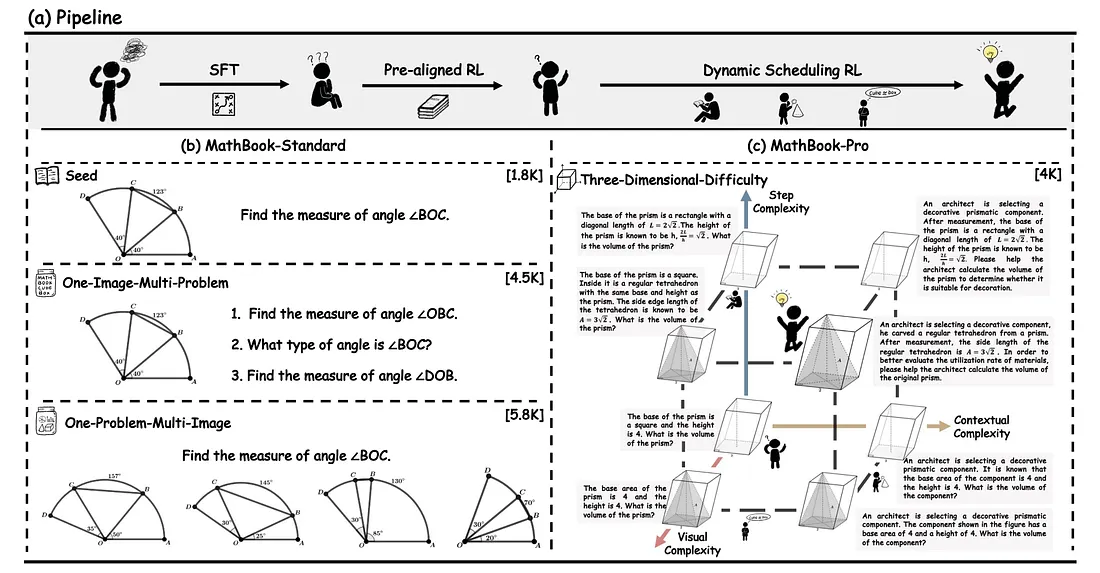 (a) Pipeline
SFT
? ? ?
Pre-aligned RL
?
Dynamic Scheduling RL
Cube ≠ box
(b) MathBook-Standard
(c) MathBook-Pro
Seed
[1.8K]
D
C
123°
B
40°
40°
O
A
Find the measure of angle ∠BOC.
MATH
BOOK
One-Image-Multi-Problem
[4.5K]
D
C
123°
B
40°
40°
O
A
1. Find the measure of angle ∠OBC.
2. What type of angle is ∠BOC?
3. Find the measure of angle ∠DOB.
One-Problem-Multi-Image
[5.8K]
Find the measure of angle ∠BOC.
157°
C
B
D
35°
50°
O
A
145°
C
D
B
30°
25°
O
A
C
B
130°
D
30°
85°
O
A
D
C
70°
30°
B
20°
O
A
Three-Dimensional-Difficulty
[4K]
Step
Complexity
The base of the prism is a rectangle with a
diagonal length of L = 2√2 .The height of
the prism is known to be h, 2L/h = √2 . What
is the volume of the prism?
An architect is selecting a
decorative prismatic component.
After measurement, the base of
the prism is a rectangle with a
diagonal length of L = 2√2 .The
height of the prism is known to be
h, 2L/h = √2. Please help the
architect calculate the volume of
the prism to determine whether it
is suitable for decoration.
The base of the prism is a square.
Inside it is a regular tetrahedron
with the same base and height as
the prism. The side edge length of
the tetrahedron is known to be
A = 3√2 . What is the volume of
the prism?
An architect is selecting a decorative component,
he carved a regular tetrahedron from a prism.
After measurement, the side length of the
regular tetrahedron is A = 3√2 . In order to
better evaluate the utilization rate of materials,
please help the architect calculate the volume of
the original prism.
The base of the prism is
a square and the height
is 4. What is the volume
of the prism?
?
Contextual
Complexity
An architect is selecting a decorative
prismatic component. It is known that
the base area of the component is 4 and
the height is 4. What is the volume of
the component?
The base area of the
prism is 4 and the
height is 4. What is the
volume of the prism?
An architect is selecting a decorative prismatic
component. The component shown in the figure has a
base area of 4 and a height of 4. What is the volume
of the component?
Visual
Complexity